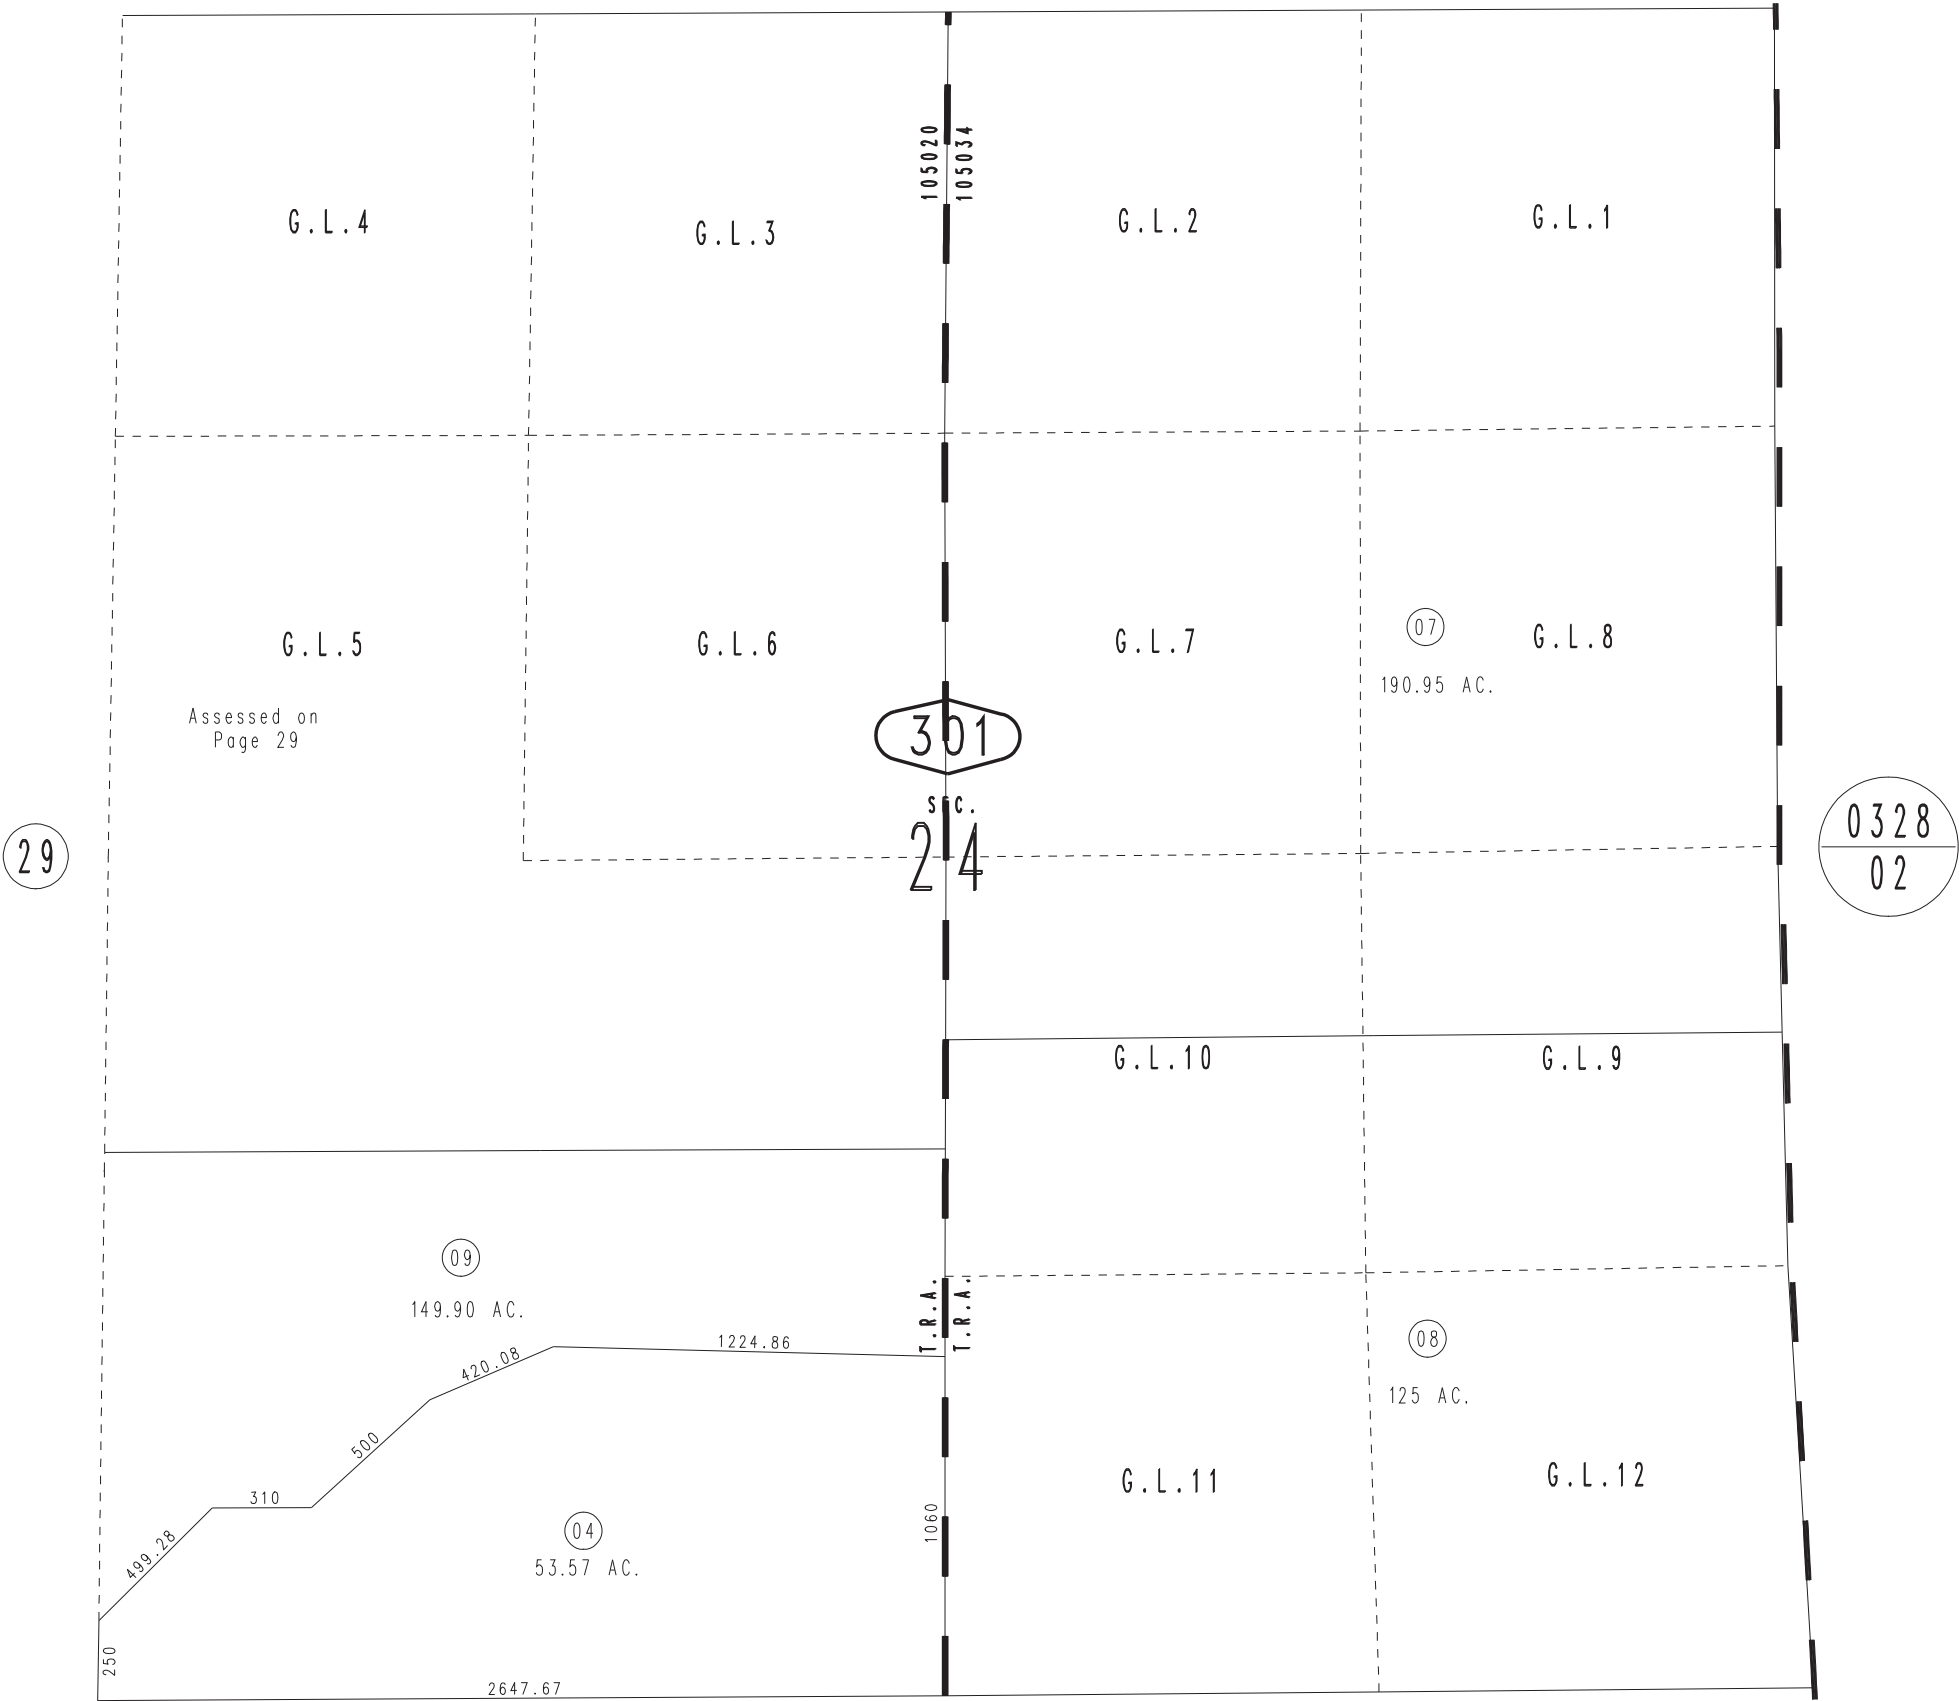 105020
105034
G.L.4
G.L.3
G.L.2
G.L.1
G.L.5
G.L.6
G.L.7
07
G.L.8
190.95 AC.
Assessed on
Page 29
301
sec.
24
29
0328
02
G.L.10
G.L.9
09
149.90 AC.
T.R.A.
T.R.A.
1224.86
420.08
08
125 AC.
500
G.L.11
G.L.12
310
499.28
04
53.57 AC.
1060
250
2647.67